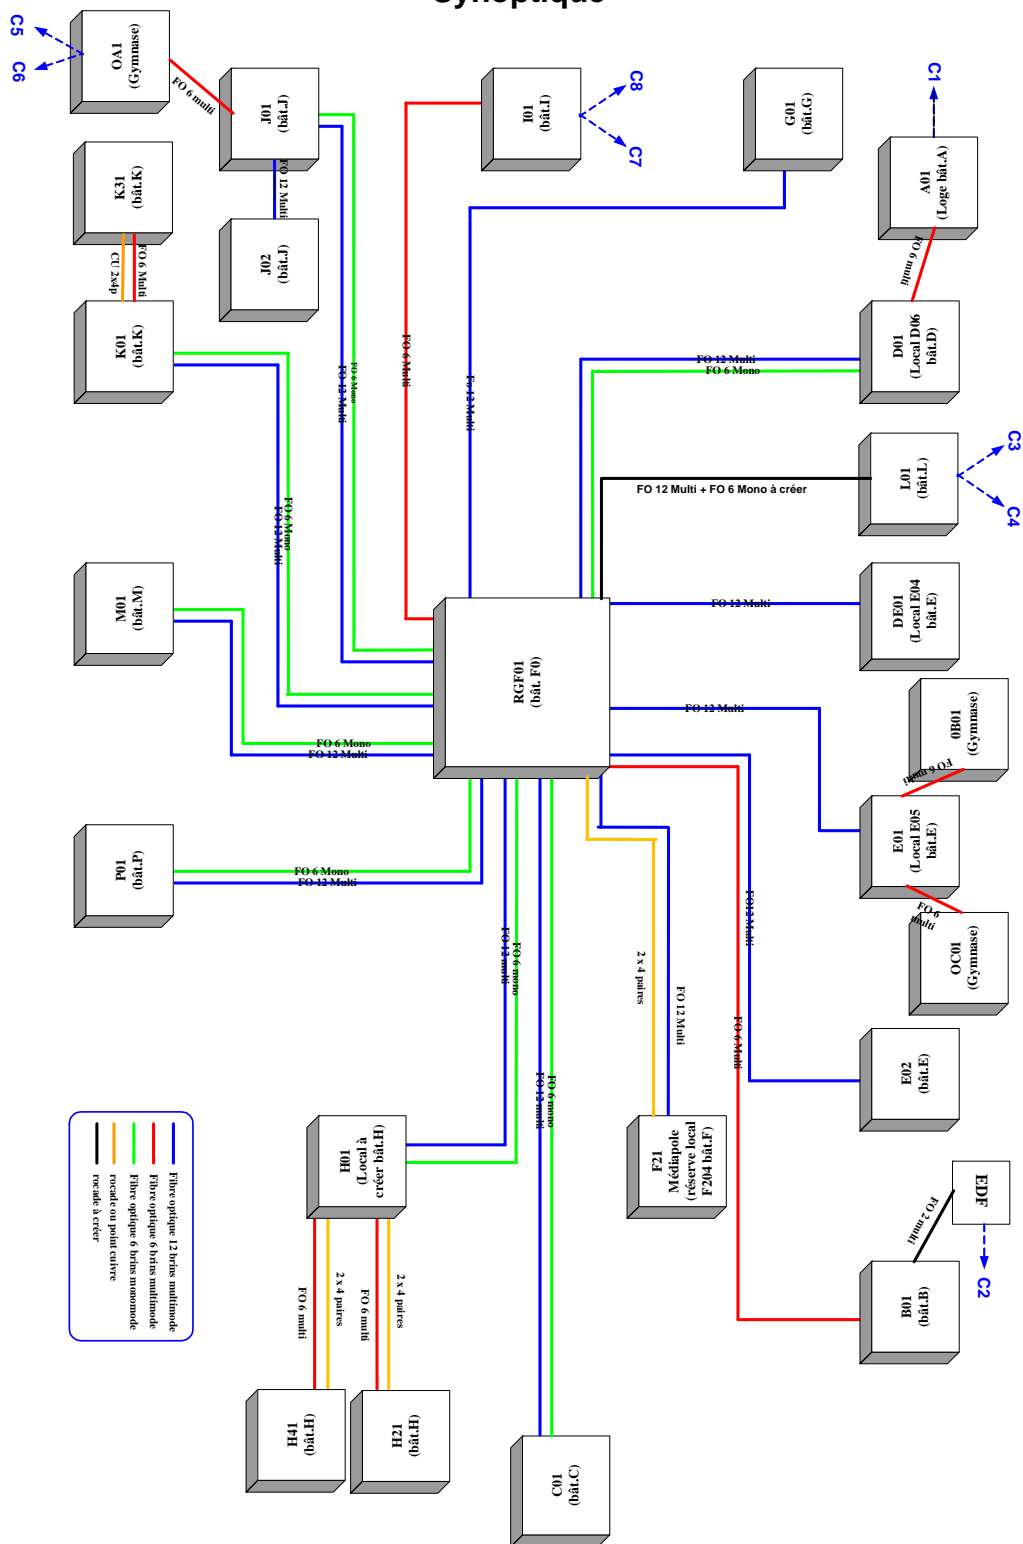 Synoptique
C5
C6
OA1
(Gymnase)
FO 6 multi
J01
(bât.J)
FO 12 Multi
J02
(bât.J)
K31
(bât.K)
FO 6 Multi
CU 2x4p
K01
(bât.K)
I01
(bât.I)
C8
C7
G01
(bât.G)
C1
A01
(Loge bât.A)
FO 6 multi
D01
(Local D06
bât.D)
FO 12 Multi
FO 6 Mono
FO 6 Mono
FO 12 Multi
FO 6 Multi
Fo 12 Multi
L01
(bât.L)
C3
C4
FO 12 Multi + FO 6 Mono à créer
FO 6 Mono
FO 12 Multi
M01
(bât.M)
FO 6 Mono
FO 12 Multi
RGF01
(bât. F0)
FO 12 Multi
DE01
(Local E04
bât.E)
FO 12 Multi
0B01
(Gymnase)
FO 6 multi
E01
(Local E05
bât.E)
FO 6
multi
OC01
(Gymnase)
P01
(bât.P)
FO 6 Mono
FO 12 Multi
FO 6 mono
FO 12 multi
2 x 4 paires
FO 12 Multi
FO12 Multi
FO 6 Multi
E02
(bât.E)
FO 6 mono
FO 12 multi
F21
Médiapole
(réserve local
F204 bât.F)
H01
(Local à
créer bât.H)
EDF
C2
FO 2 multi
B01
(bât.B)
2 x 4 paires
FO 6 multi
2 x 4 paires
FO 6 multi
H41
(bât.H)
H21
(bât.H)
C01
(bât.C)
Fibre optique 12 brins multimode
Fibre optique 6 brins multimode
Fibre optique 6 brins monomode
rocade ou point cuivre
rocade à créer